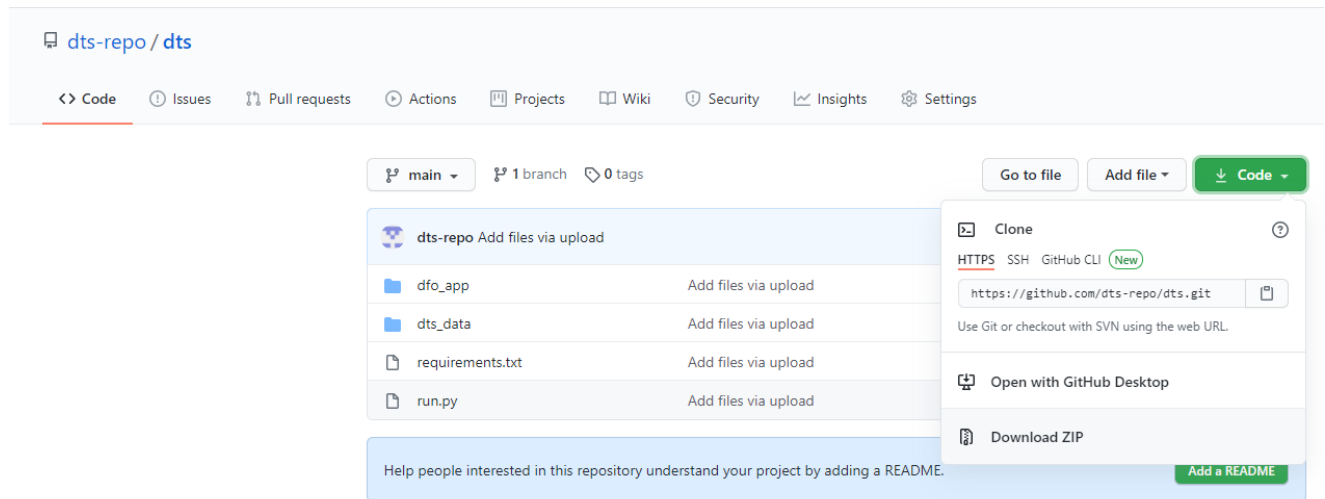 dts-repo / dts
<> Code Issues Pull requests Actions Projects Wiki Security Insights Settings
main 1 branch 0 tags Go to file Add file Code
dts-repo Add files via upload
dfo_app Add files via upload
dts_data Add files via upload
requirements.txt Add files via upload
run.py Add files via upload
Help people interested in this repository understand your project by adding a README. Add a README
Clone
HTTPS SSH GitHub CLI New
https://github.com/dts-repo/dts.git
Use Git or checkout with SVN using the web URL.
Open with GitHub Desktop
Download ZIP